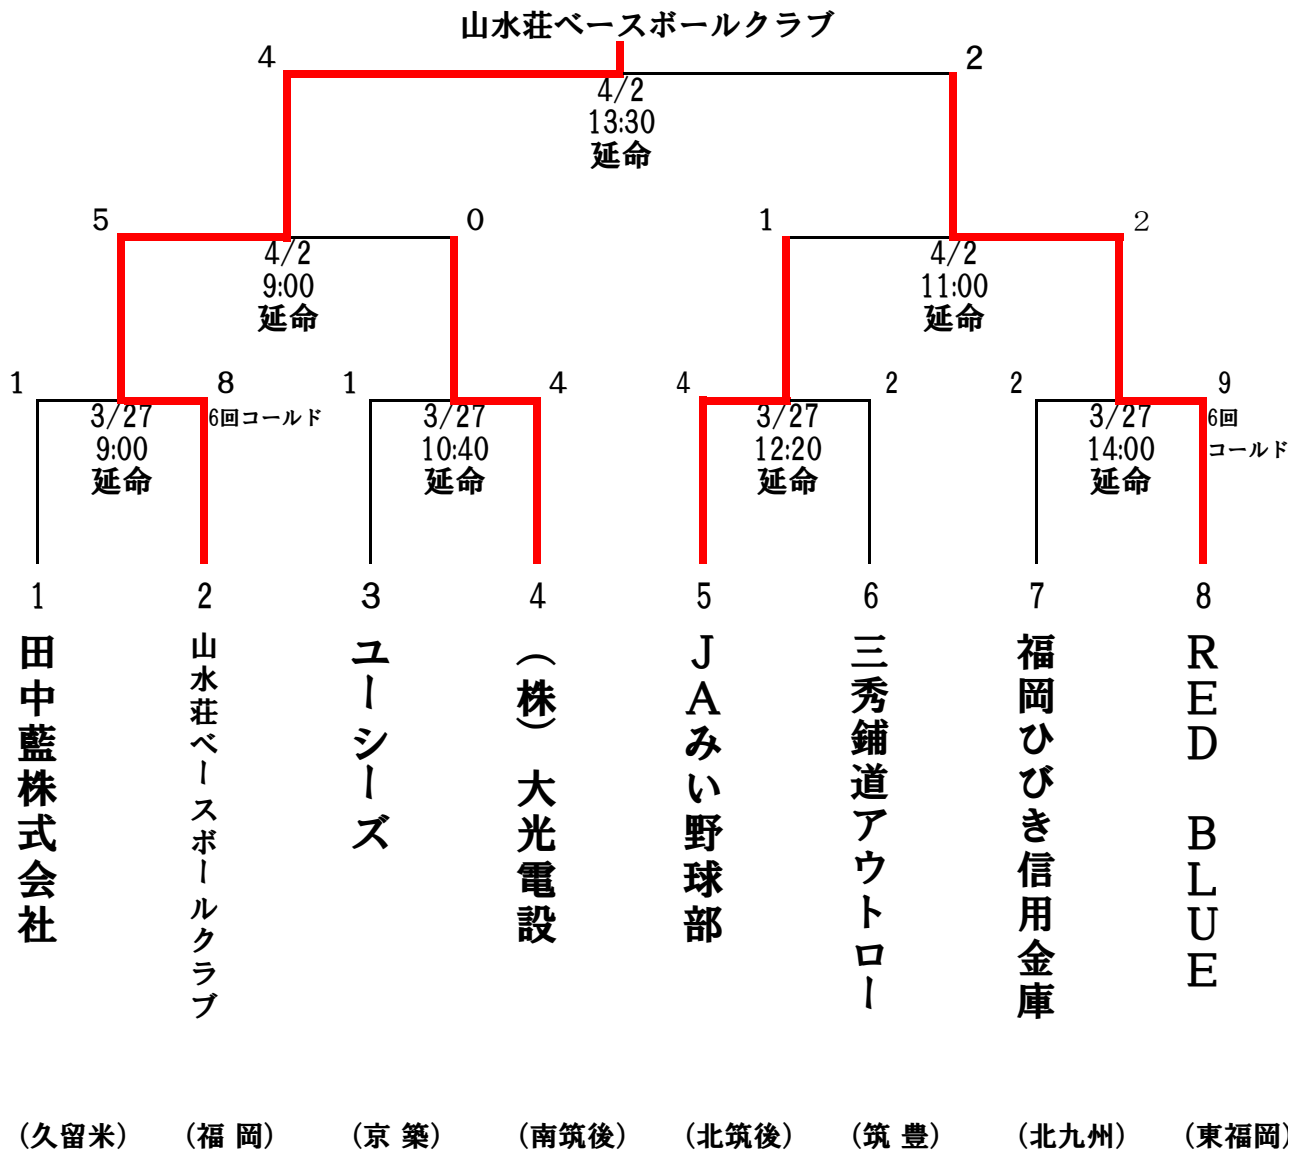 山水荘ベースボールクラブ
4
2
4/2
13:30
延命
5
0
1
2
4/2
9:00
延命
4/2
11:00
延命
1
8
1
4
4
2
2
9
3/27
9:00
延命
6回コールド
3/27
10:40
延命
3/27
12:20
延命
3/27
14:00
延命
6回
コールド
1
2
3
4
5
6
7
8
田中藍株式会社
山水荘ベースボールクラブ
ユーシーズ
（株）大光電設
ＪＡみい野球部
三秀鋪道アウトロー
福岡ひびき信用金庫
ＲＥＤ　ＢＬＵＥ
(久留米)
(福 岡)
(京 築)
(南筑後)
(北筑後)
(筑 豊)
(北九州)
(東福岡)